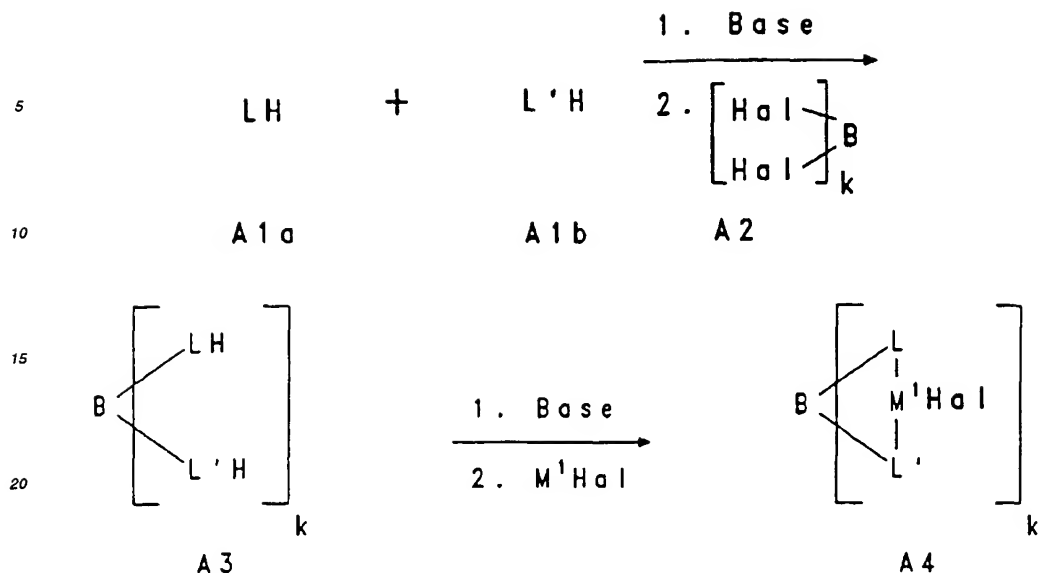 1. Base
5 LH + L'H 2. [Hal Hal] B k
10 A1a A1b A2
15 LH L
B B M¹Hal
1. Base
L'H L'
20 2. M¹Hal
k k
A3 A4